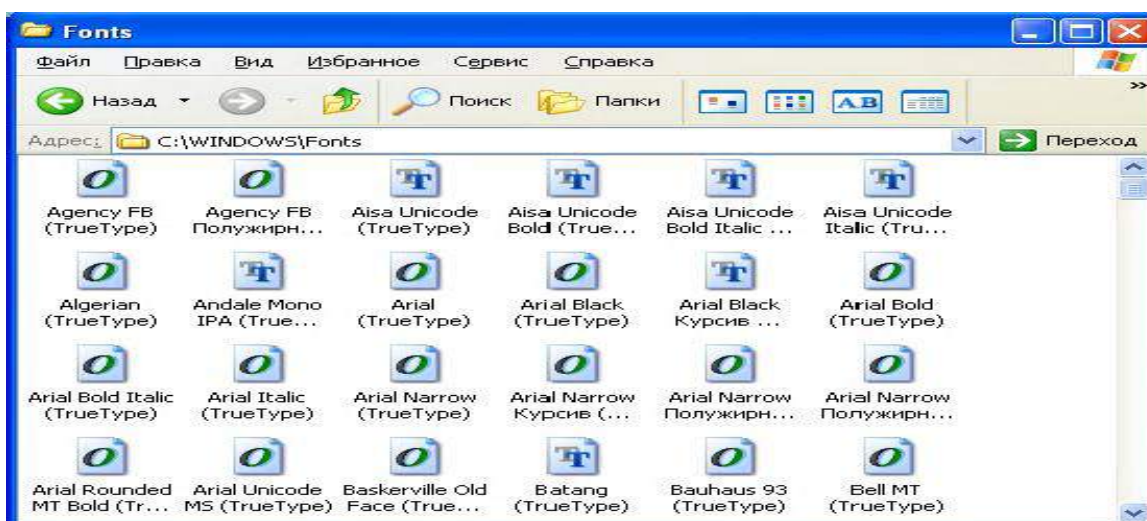 Fonts
Файл Правка Вид Избранное Сервис Справка
Назад Поиск Папки »
Адрес: C:\WINDOWS\Fonts Переход
Agency FB Agency FB Aisa Unicode Aisa Unicode Aisa Unicode Aisa Unicode
(TrueType) Полужирн... (TrueType) Bold (True... Bold Italic ... Italic (Tru...
Algerian Andale Mono Arial Arial Black Arial Black Arial Bold
(TrueType) IPA (True... (TrueType) (TrueType) Курсив ... (TrueType)
Arial Bold Italic Arial Italic Arial Narrow Arial Narrow Arial Narrow Arial Narrow
(TrueType) (TrueType) (TrueType) Курсив (... Полужирн... Полужирн...
Arial Rounded Arial Unicode Baskerville Old Batang Bauhaus 93 Bell MT
MT Bold (Tr... MS (TrueType) Face (True... (TrueType) (TrueType) (TrueType)